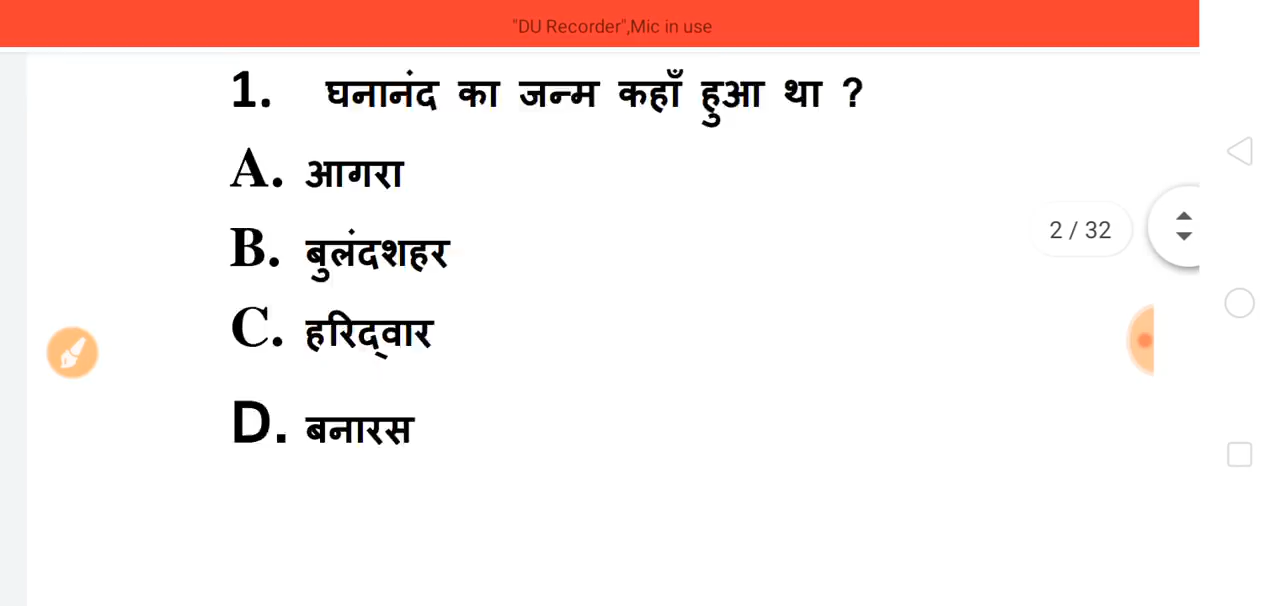 "DU Recorder",Mic in use
1. घनानंद का जन्म कहाँ हुआ था ?
A. आगरा
2 / 32
B. बुलंदशहर
C. हरिद्‌वार
D. बनारस